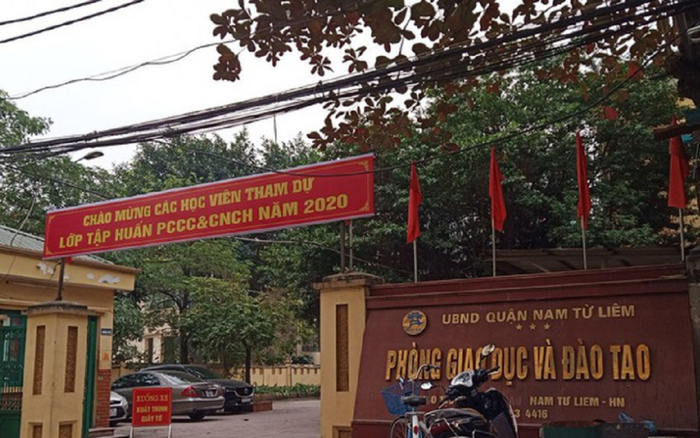 CHÀO MỪNG CÁC HỌC VIÊN THAM DỰ
LỚP TẬP HUẤN PCCC&CNCH NĂM 2020
UBND QUẬN NAM TỪ LIÊM
PHÒNG GIÁO DỤC VÀ ĐÀO TẠO
NAM TỪ LIÊM - HN
4416
XUỐNG XE
XUẤT TRÌNH
GIẤY TỜ